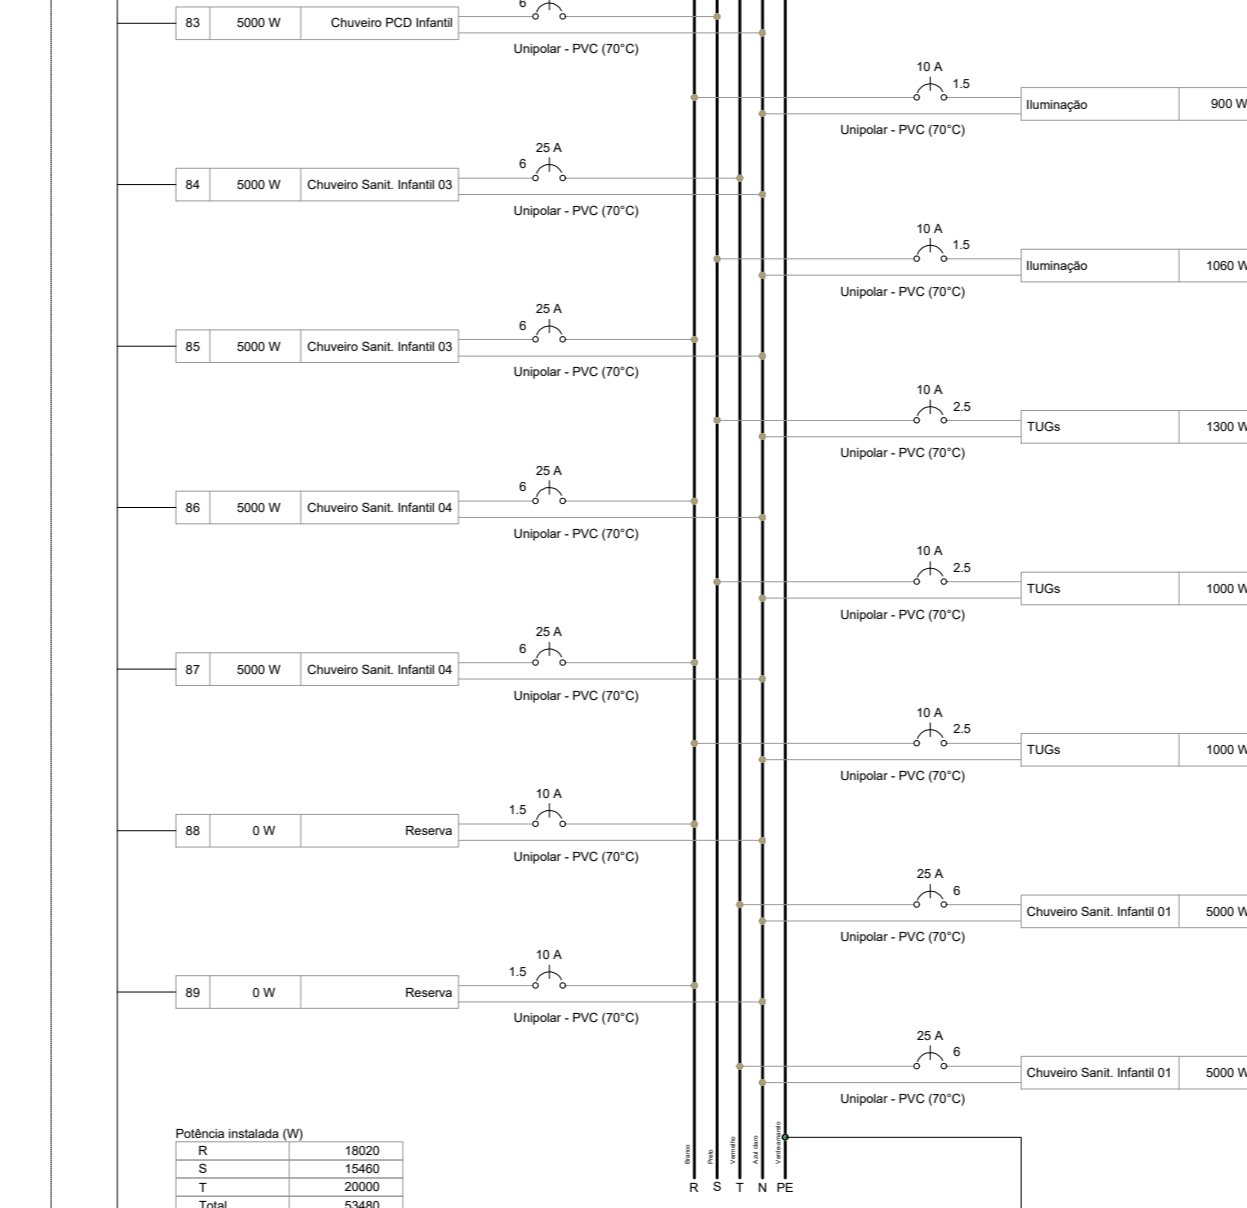 6
83 5000 W Chuveiro PCD Infantil
Unipolar - PVC (70°C)
10 A
1.5
Iluminação 900 W
Unipolar - PVC (70°C)
25 A
6
84 5000 W Chuveiro Sanit. Infantil 03
Unipolar - PVC (70°C)
10 A
1.5
Iluminação 1060 W
Unipolar - PVC (70°C)
25 A
6
85 5000 W Chuveiro Sanit. Infantil 03
Unipolar - PVC (70°C)
10 A
2.5
TUGs 1300 W
Unipolar - PVC (70°C)
25 A
6
86 5000 W Chuveiro Sanit. Infantil 04
Unipolar - PVC (70°C)
10 A
2.5
TUGs 1000 W
Unipolar - PVC (70°C)
25 A
6
87 5000 W Chuveiro Sanit. Infantil 04
Unipolar - PVC (70°C)
10 A
2.5
TUGs 1000 W
Unipolar - PVC (70°C)
10 A
1.5
88 0 W Reserva
Unipolar - PVC (70°C)
25 A
6
Chuveiro Sanit. Infantil 01 5000 W
Unipolar - PVC (70°C)
10 A
1.5
89 0 W Reserva
Unipolar - PVC (70°C)
25 A
6
Chuveiro Sanit. Infantil 01 5000 W
Unipolar - PVC (70°C)
Potência instalada (W)
R 18020
S 15460
T 20000
Total 53480
Branco
Preto
Vermelho
Azul claro
Verde-amarelo
R S T N PE